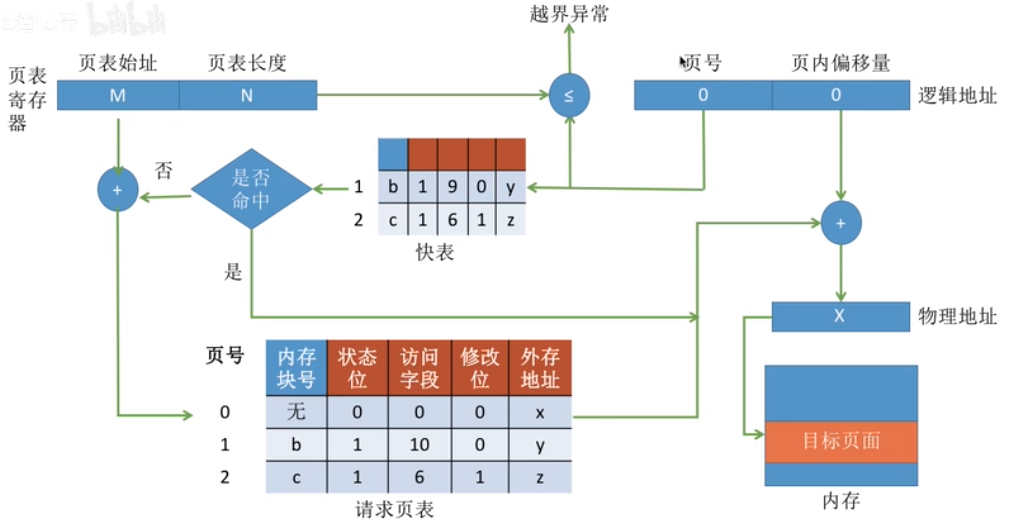 bilibili
越界异常
页表始址 页表长度 页号 页内偏移量
页表
寄存
器
M N ≤ 0 0 逻辑地址
+ 否 是否
命中
1 b 1 9 0 y
2 c 1 6 1 z
快表
+
是
X 物理地址
页号 内存
块号 状态
位 访问
字段 修改
位 外存
地址
0 无 0 0 0 x
1 b 1 10 0 y
2 c 1 6 1 z
请求页表
目标页面
内存